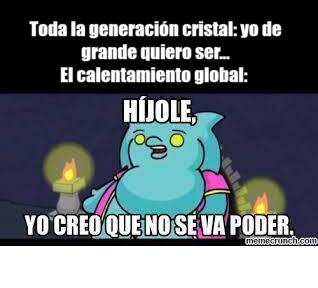 Toda la generación cristal: yo de
grande quiero ser...
El calentamiento global:
HÍJOLE,
YO CREO QUE NO SE VA PODER.
memecrunch.com